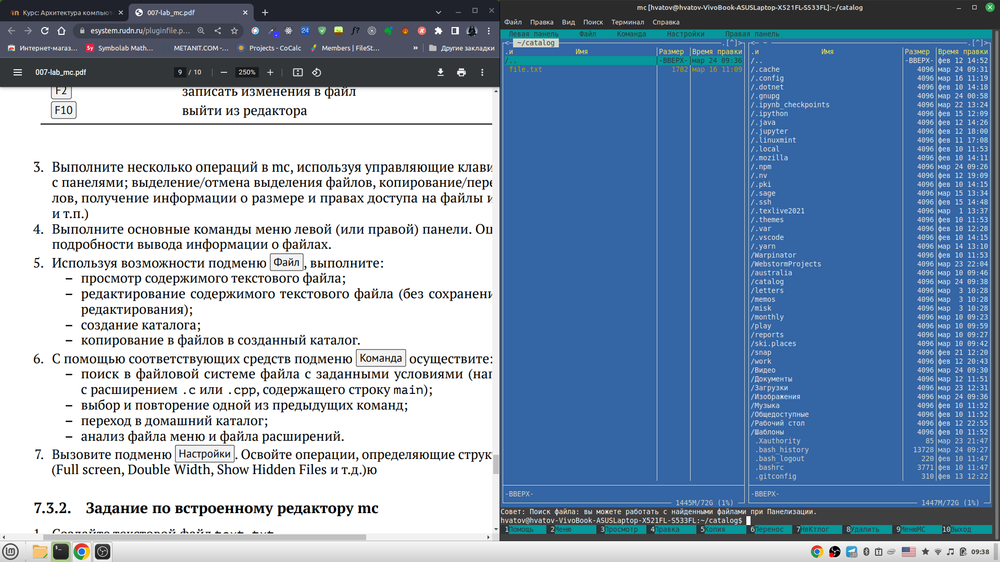 Курс: Архитектура компьют
007-lab_mc.pdf
esystem.rudn.ru/pluginfile.p...
24
f?
Интернет-магаз...
Sy Symbolab Math...
METANIT.COM -...
Projects - CoCalc
Members | FileSt...
»
Другие закладки
007-lab_mc.pdf
9 / 10
250%
F2 записать изменения в файл
F10 выйти из редактора
3. Выполните несколько операций в mc, используя управляющие клави
с панелями; выделение/отмена выделения файлов, копирование/пере
лов, получение информации о размере и правах доступа на файлы и
и т.п.)
4. Выполните основные команды меню левой (или правой) панели. Оц
подробности вывода информации о файлах.
5. Используя возможности подменю Файл, выполните:
– просмотр содержимого текстового файла;
– редактирование содержимого текстового файла (без сохранени
редактирования);
– создание каталога;
– копирование в файлов в созданный каталог.
6. С помощью соответствующих средств подменю Команда осуществите:
– поиск в файловой системе файла с заданными условиями (нап
с расширением .c или .cpp, содержащего строку main);
– выбор и повторение одной из предыдущих команд;
– переход в домашний каталог;
– анализ файла меню и файла расширений.
7. Вызовите подменю Настройки. Освойте операции, определяющие струк
(Full screen, Double Width, Show Hidden Files и т.д.)ю
7.3.2. Задание по встроенному редактору mc
1. Создайте текстовой файл text.txt
mc [hvatov@hvatov-VivoBook-ASUSLaptop-X521FL-S533FL]:~/catalog
Файл Правка Вид Поиск Терминал Справка
Левая панель Файл Команда Настройки Правая панель
<— ~/catalog .[^]>
.и Имя Размер Время правки
/.. -ВВЕРХ- мар 24 09:36
file.txt 1782 мар 16 11:09
-ВВЕРХ-
1445M/72G (1%)
<— ~ .[^]>
.и Имя Размер Время правки
/.. -ВВЕРХ- фев 12 14:52
/.cache 4096 мар 24 09:31
/.config 4096 мар 16 11:19
/.dotnet 4096 фев 10 14:18
/.gnupg 4096 мар 24 00:58
/.ipynb_checkpoints 4096 мар 22 13:24
/.ipython 4096 фев 15 12:09
/.java 4096 фев 12 14:26
/.jupyter 4096 фев 12 18:00
/.linuxmint 4096 фев 11 17:08
/.local 4096 фев 10 11:53
/.mozilla 4096 фев 10 14:11
/.npm 4096 мар 24 09:26
/.nv 4096 фев 12 19:09
/.pki 4096 фев 10 14:15
/.sage 4096 мар 15 13:34
/.ssh 4096 фев 15 14:48
/.texlive2021 4096 мар 1 13:37
/.themes 4096 фев 10 11:53
/.var 4096 фев 10 12:28
/.vscode 4096 фев 10 14:15
/.yarn 4096 мар 14 13:10
/Warpinator 4096 фев 10 11:53
/WebstormProjects 4096 мар 23 22:04
/australia 4096 мар 10 09:46
/catalog 4096 мар 24 09:38
/letters 4096 мар 3 10:28
/memos 4096 мар 3 10:28
/misk 4096 мар 3 10:28
/monthly 4096 мар 10 09:23
/play 4096 мар 10 09:59
/reports 4096 мар 10 09:27
/ski.places 4096 мар 10 09:42
/snap 4096 фев 21 12:20
/work 4096 фев 12 20:43
/Видео 4096 мар 24 09:30
/Документы 4096 мар 12 11:51
/Загрузки 4096 мар 23 12:31
/Изображения 4096 мар 24 09:36
/Музыка 4096 фев 10 11:52
/Общедоступные 4096 фев 10 11:52
/Рабочий стол 4096 фев 12 22:55
/Шаблоны 4096 фев 10 11:52
.Xauthority 85 мар 23 21:47
.bash_history 13728 мар 24 09:27
.bash_logout 220 фев 10 11:47
.bashrc 3771 фев 10 11:47
.gitconfig 310 фев 13 12:22
-ВВЕРХ-
1447M/72G (1%)
Совет: Поиск файла: вы можете работать с найденными файлами при Панелизации.
hvatov@hvatov-VivoBook-ASUSLaptop-X521FL-S533FL:~/catalog$
1Помощь 2Меню 3Просмотр 4Правка 5Копия 6Перенос 7НвКтлог 8Удалить 9МенюМС 10Выход
31
09:38